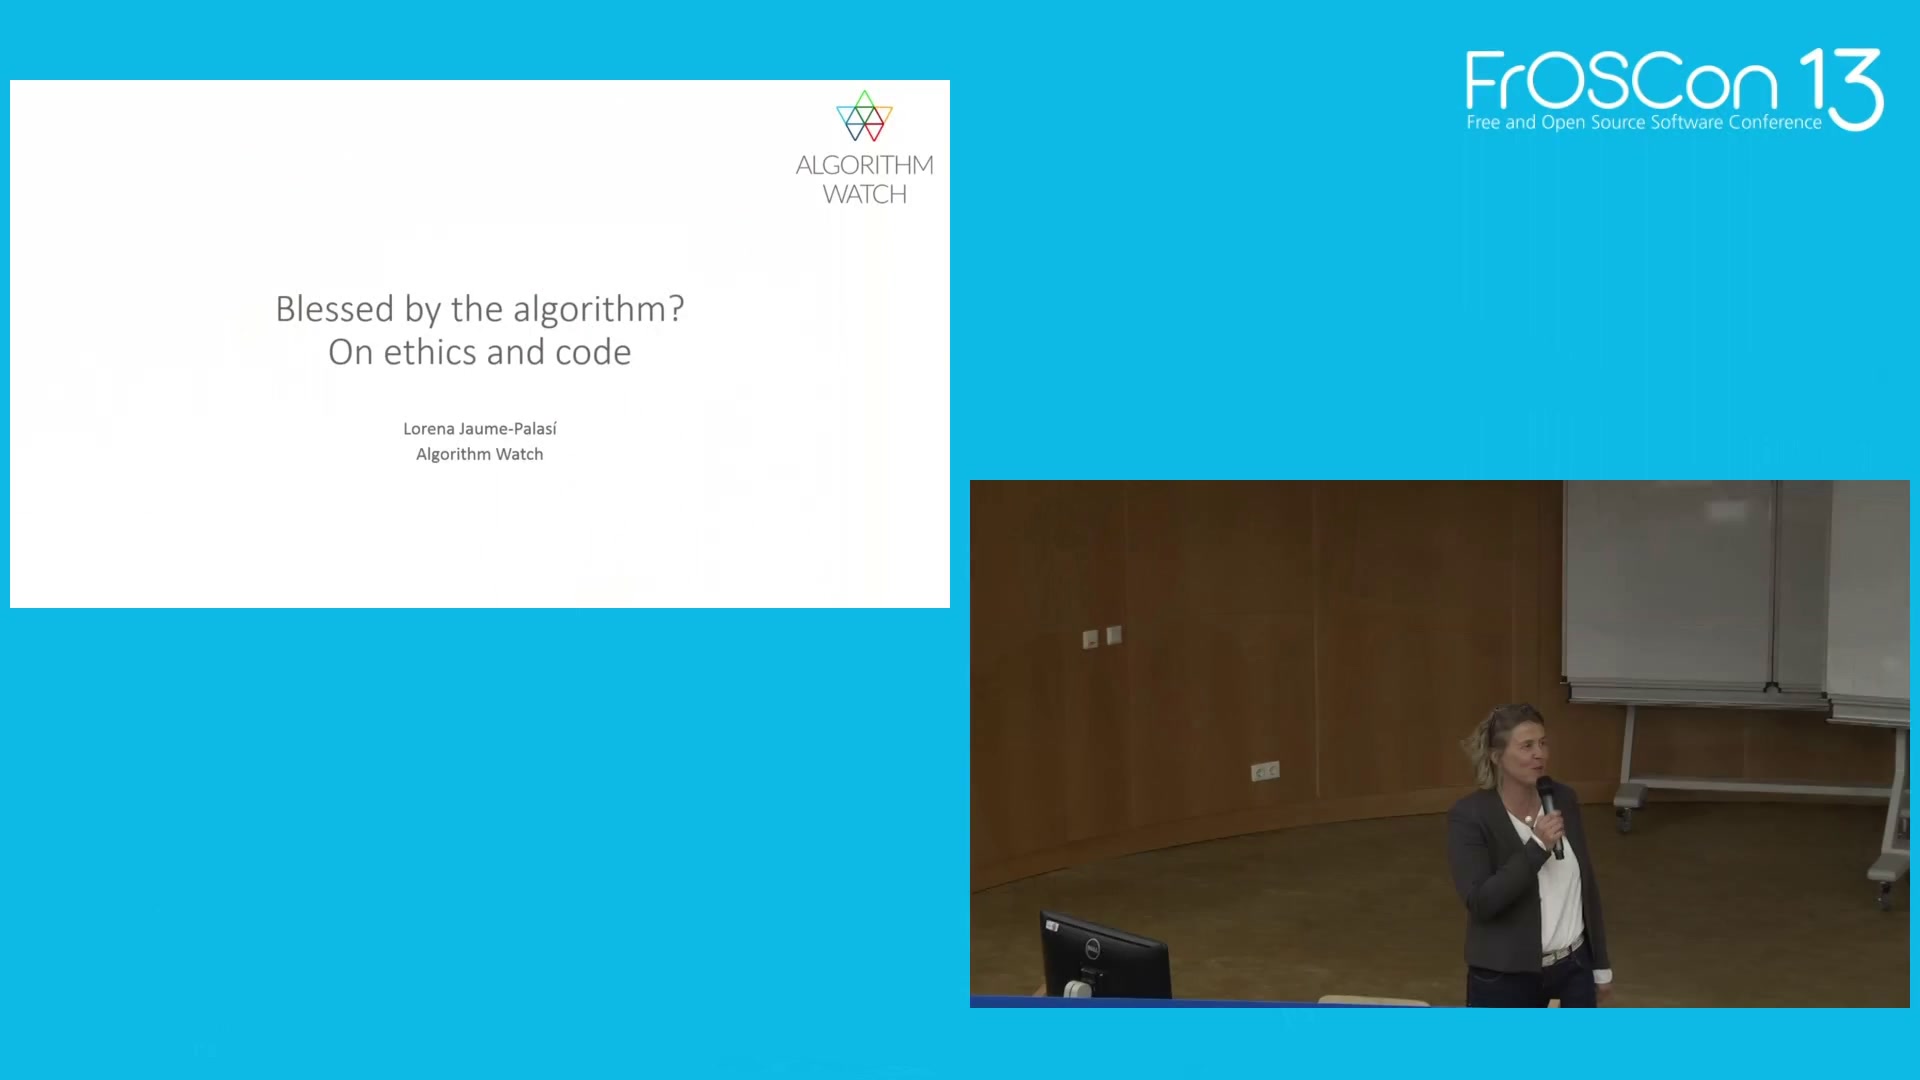 FrOSCon 13
Free and Open Source Software Conference
ALGORITHM
WATCH
Blessed by the algorithm?
On ethics and code
Lorena Jaume-Palasí
Algorithm Watch
DELL